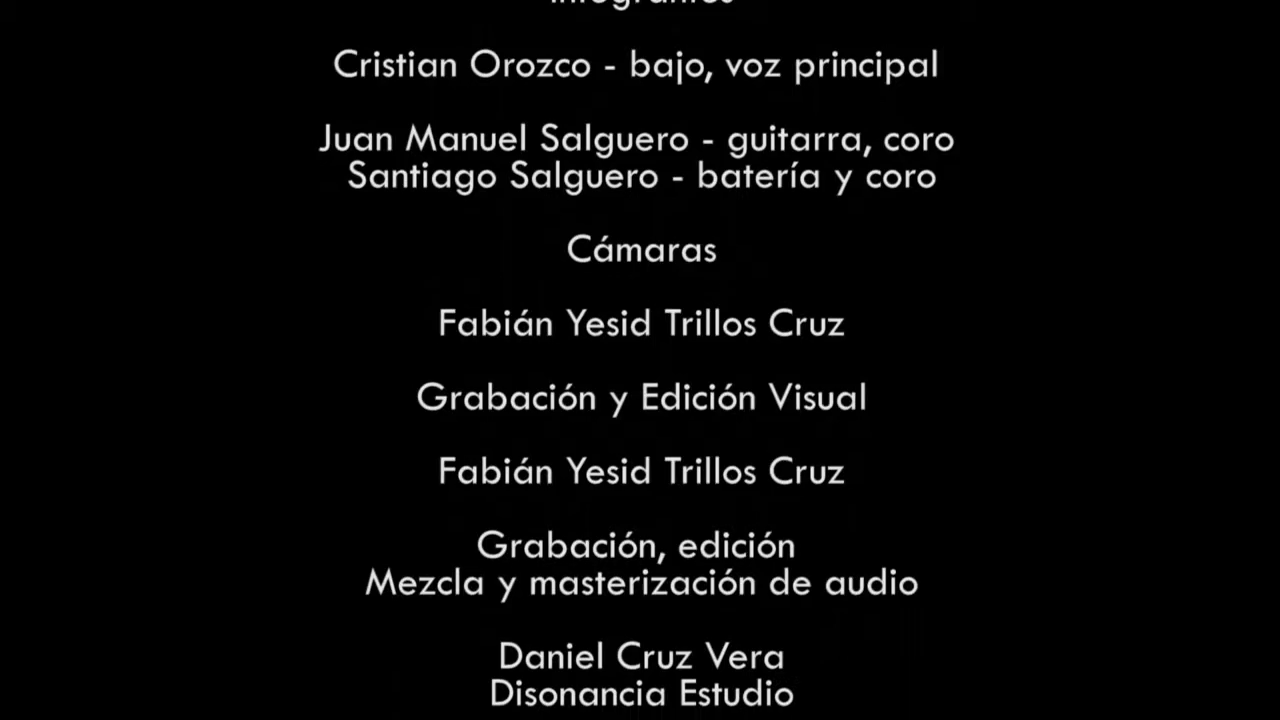 Integrantes
Cristian Orozco - bajo, voz principal
Juan Manuel Salguero - guitarra, coro
Santiago Salguero - batería y coro
Cámaras
Fabián Yesid Trillos Cruz
Grabación y Edición Visual
Fabián Yesid Trillos Cruz
Grabación, edición
Mezcla y masterización de audio
Daniel Cruz Vera
Disonancia Estudio